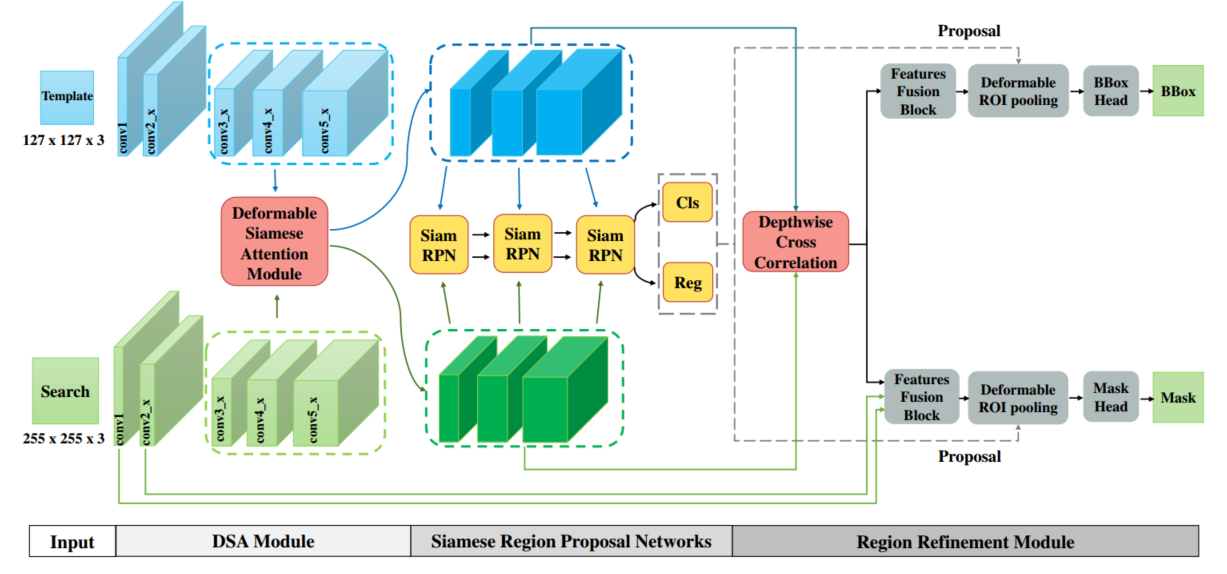 Template
127 x 127 x 3
conv1
conv2_x
conv3_x
conv4_x
conv5_x
Deformable
Siamese
Attention
Module
Search
255 x 255 x 3
conv1
conv2_x
conv3_x
conv4_x
conv5_x
Siam
RPN
Siam
RPN
Siam
RPN
Cls
Reg
Depthwise
Cross
Correlation
Proposal
Features
Fusion
Block
Deformable
ROI pooling
BBox
Head
BBox
Features
Fusion
Block
Deformable
ROI pooling
Mask
Head
Mask
Proposal
Input
DSA Module
Siamese Region Proposal Networks
Region Refinement Module